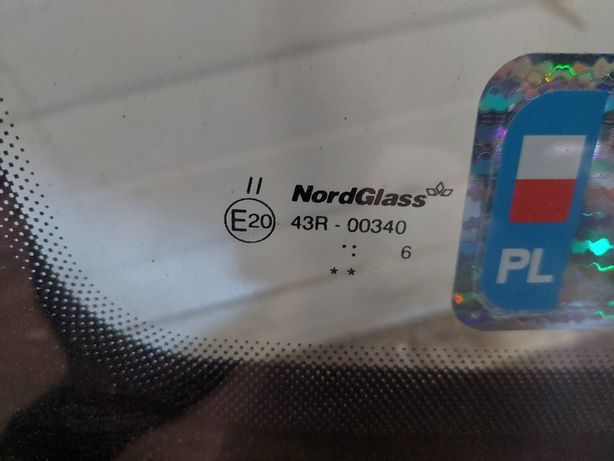 II NordGlass
E20 43R - 00340
.: : 6
**
PL